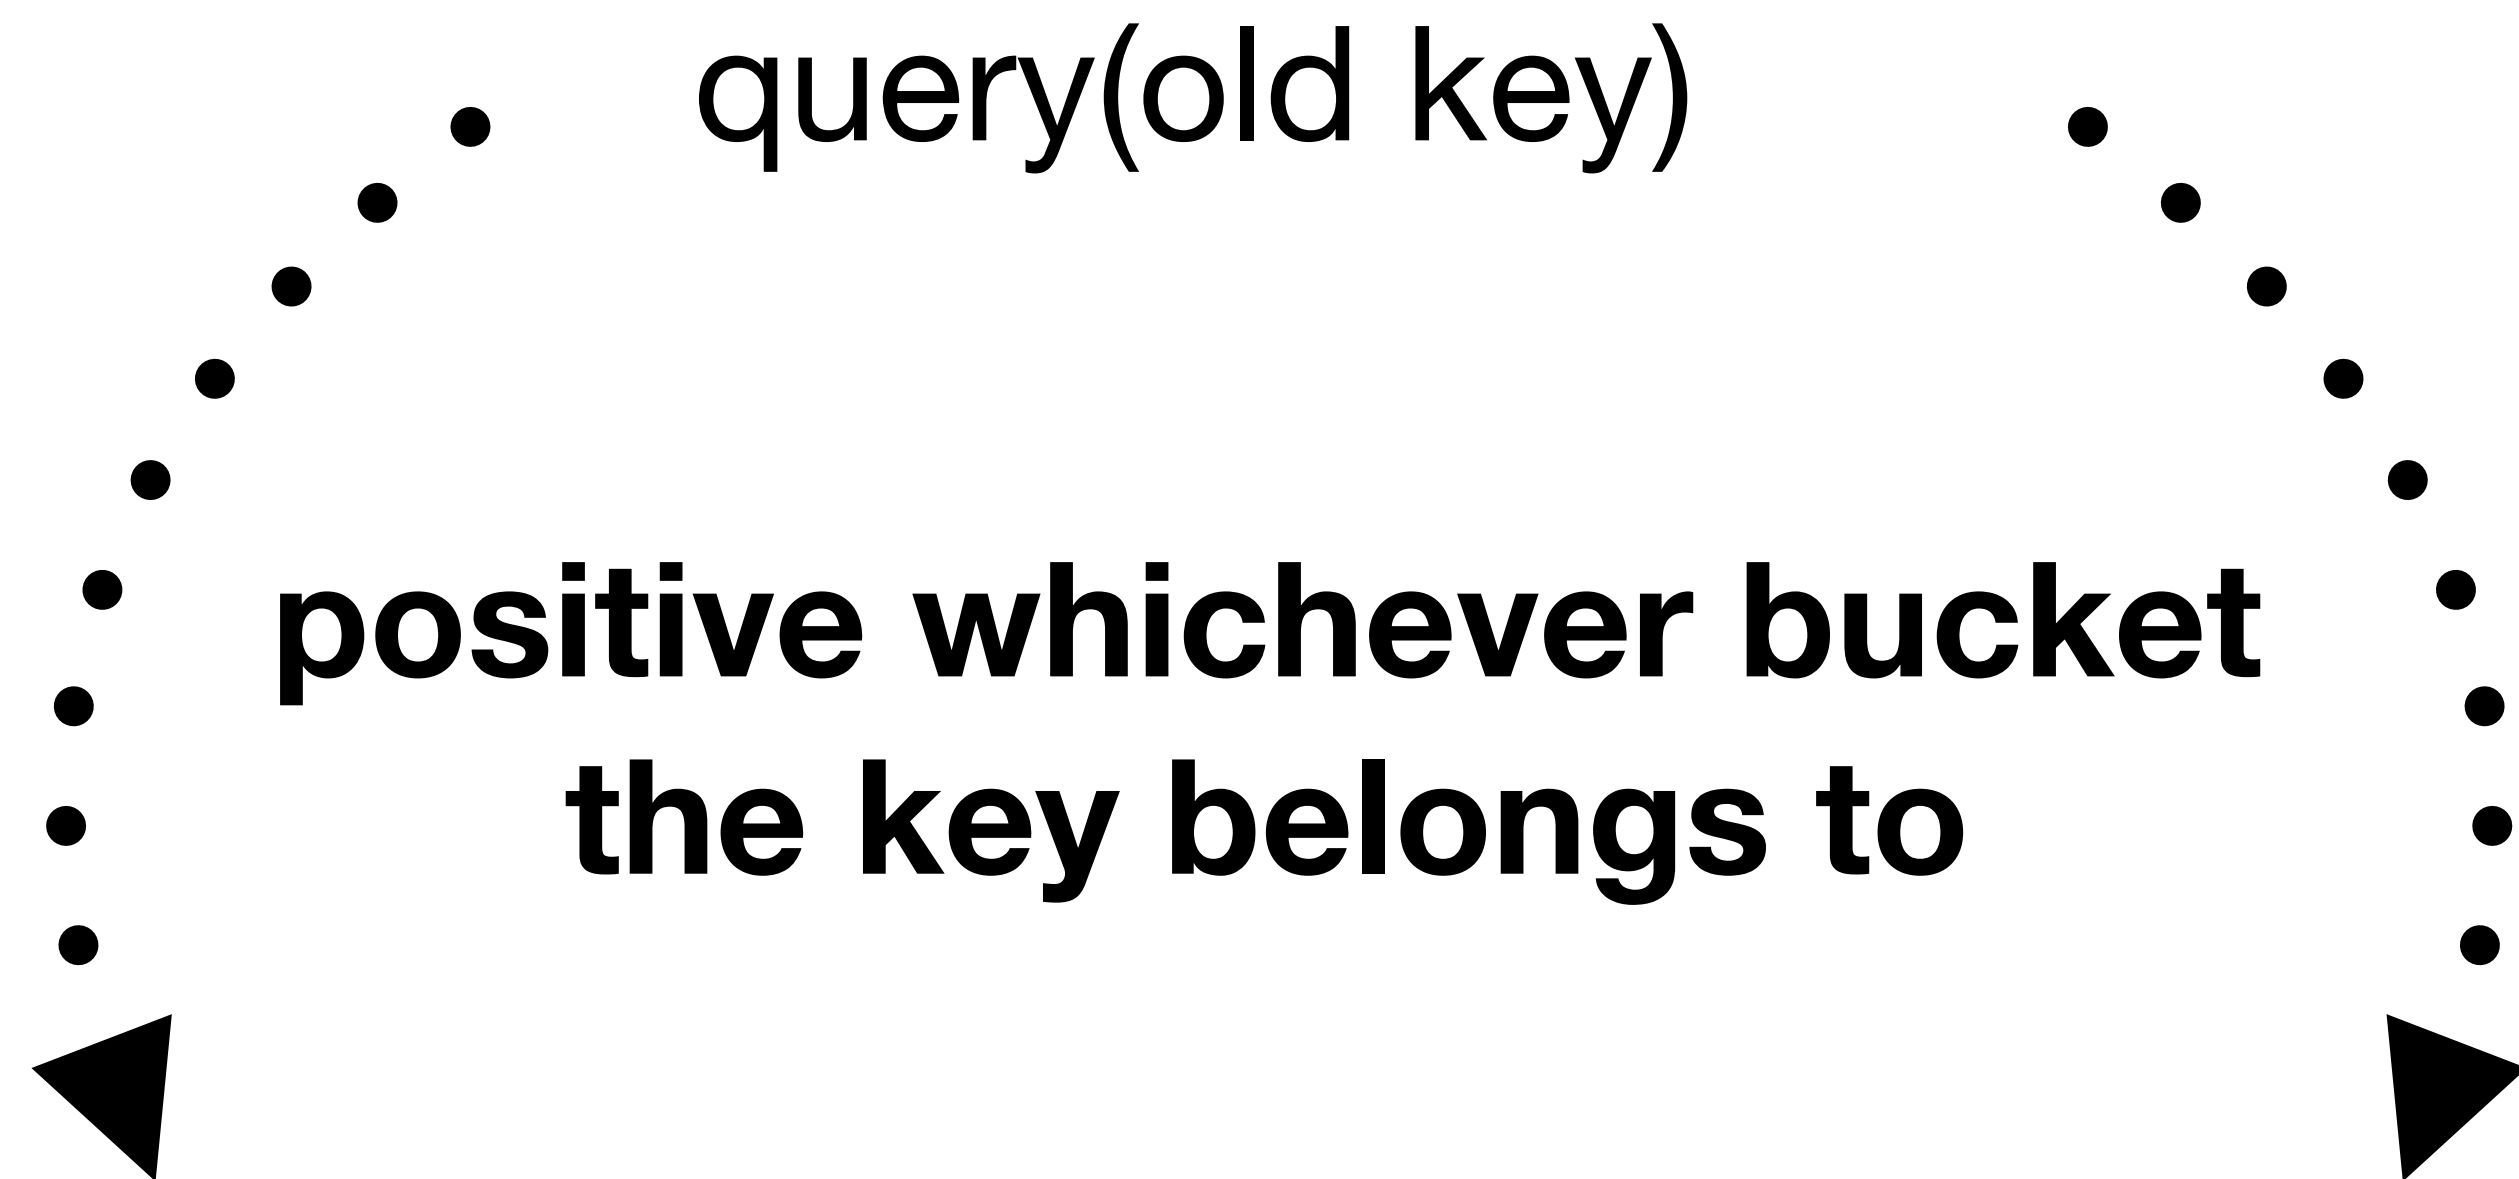 query(old key)
positive whichever bucket
the key belongs to